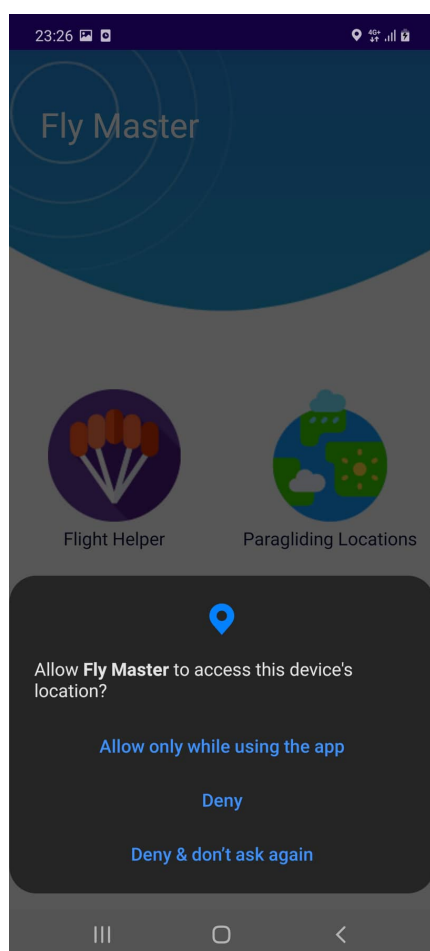 23:26 4G+
Fly Master
Flight Helper Paragliding Locations
Allow Fly Master to access this device's
location?
Allow only while using the app
Deny
Deny & don't ask again